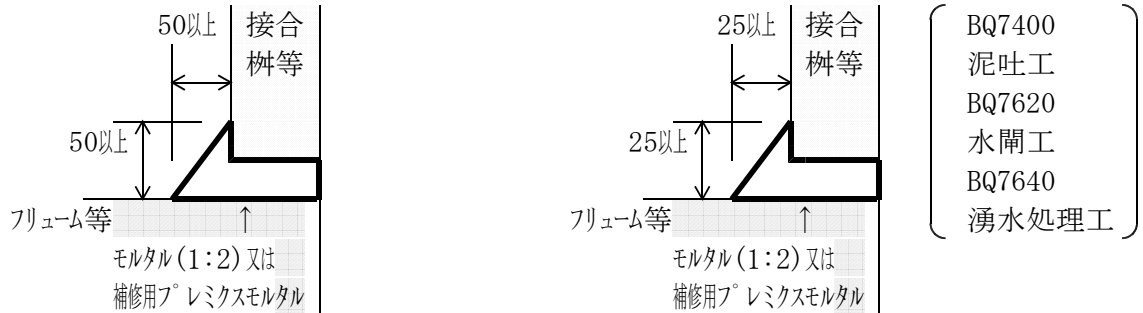 50以上
接合
桝等
50以上
フリューム等
↑
モルタル(1:2)又は
補修用プレミクスモルタル
25以上
接合
桝等
25以上
フリューム等
↑
モルタル(1:2)又は
補修用プレミクスモルタル
BQ7400
泥吐工
BQ7620
水閘工
BQ7640
湧水処理工